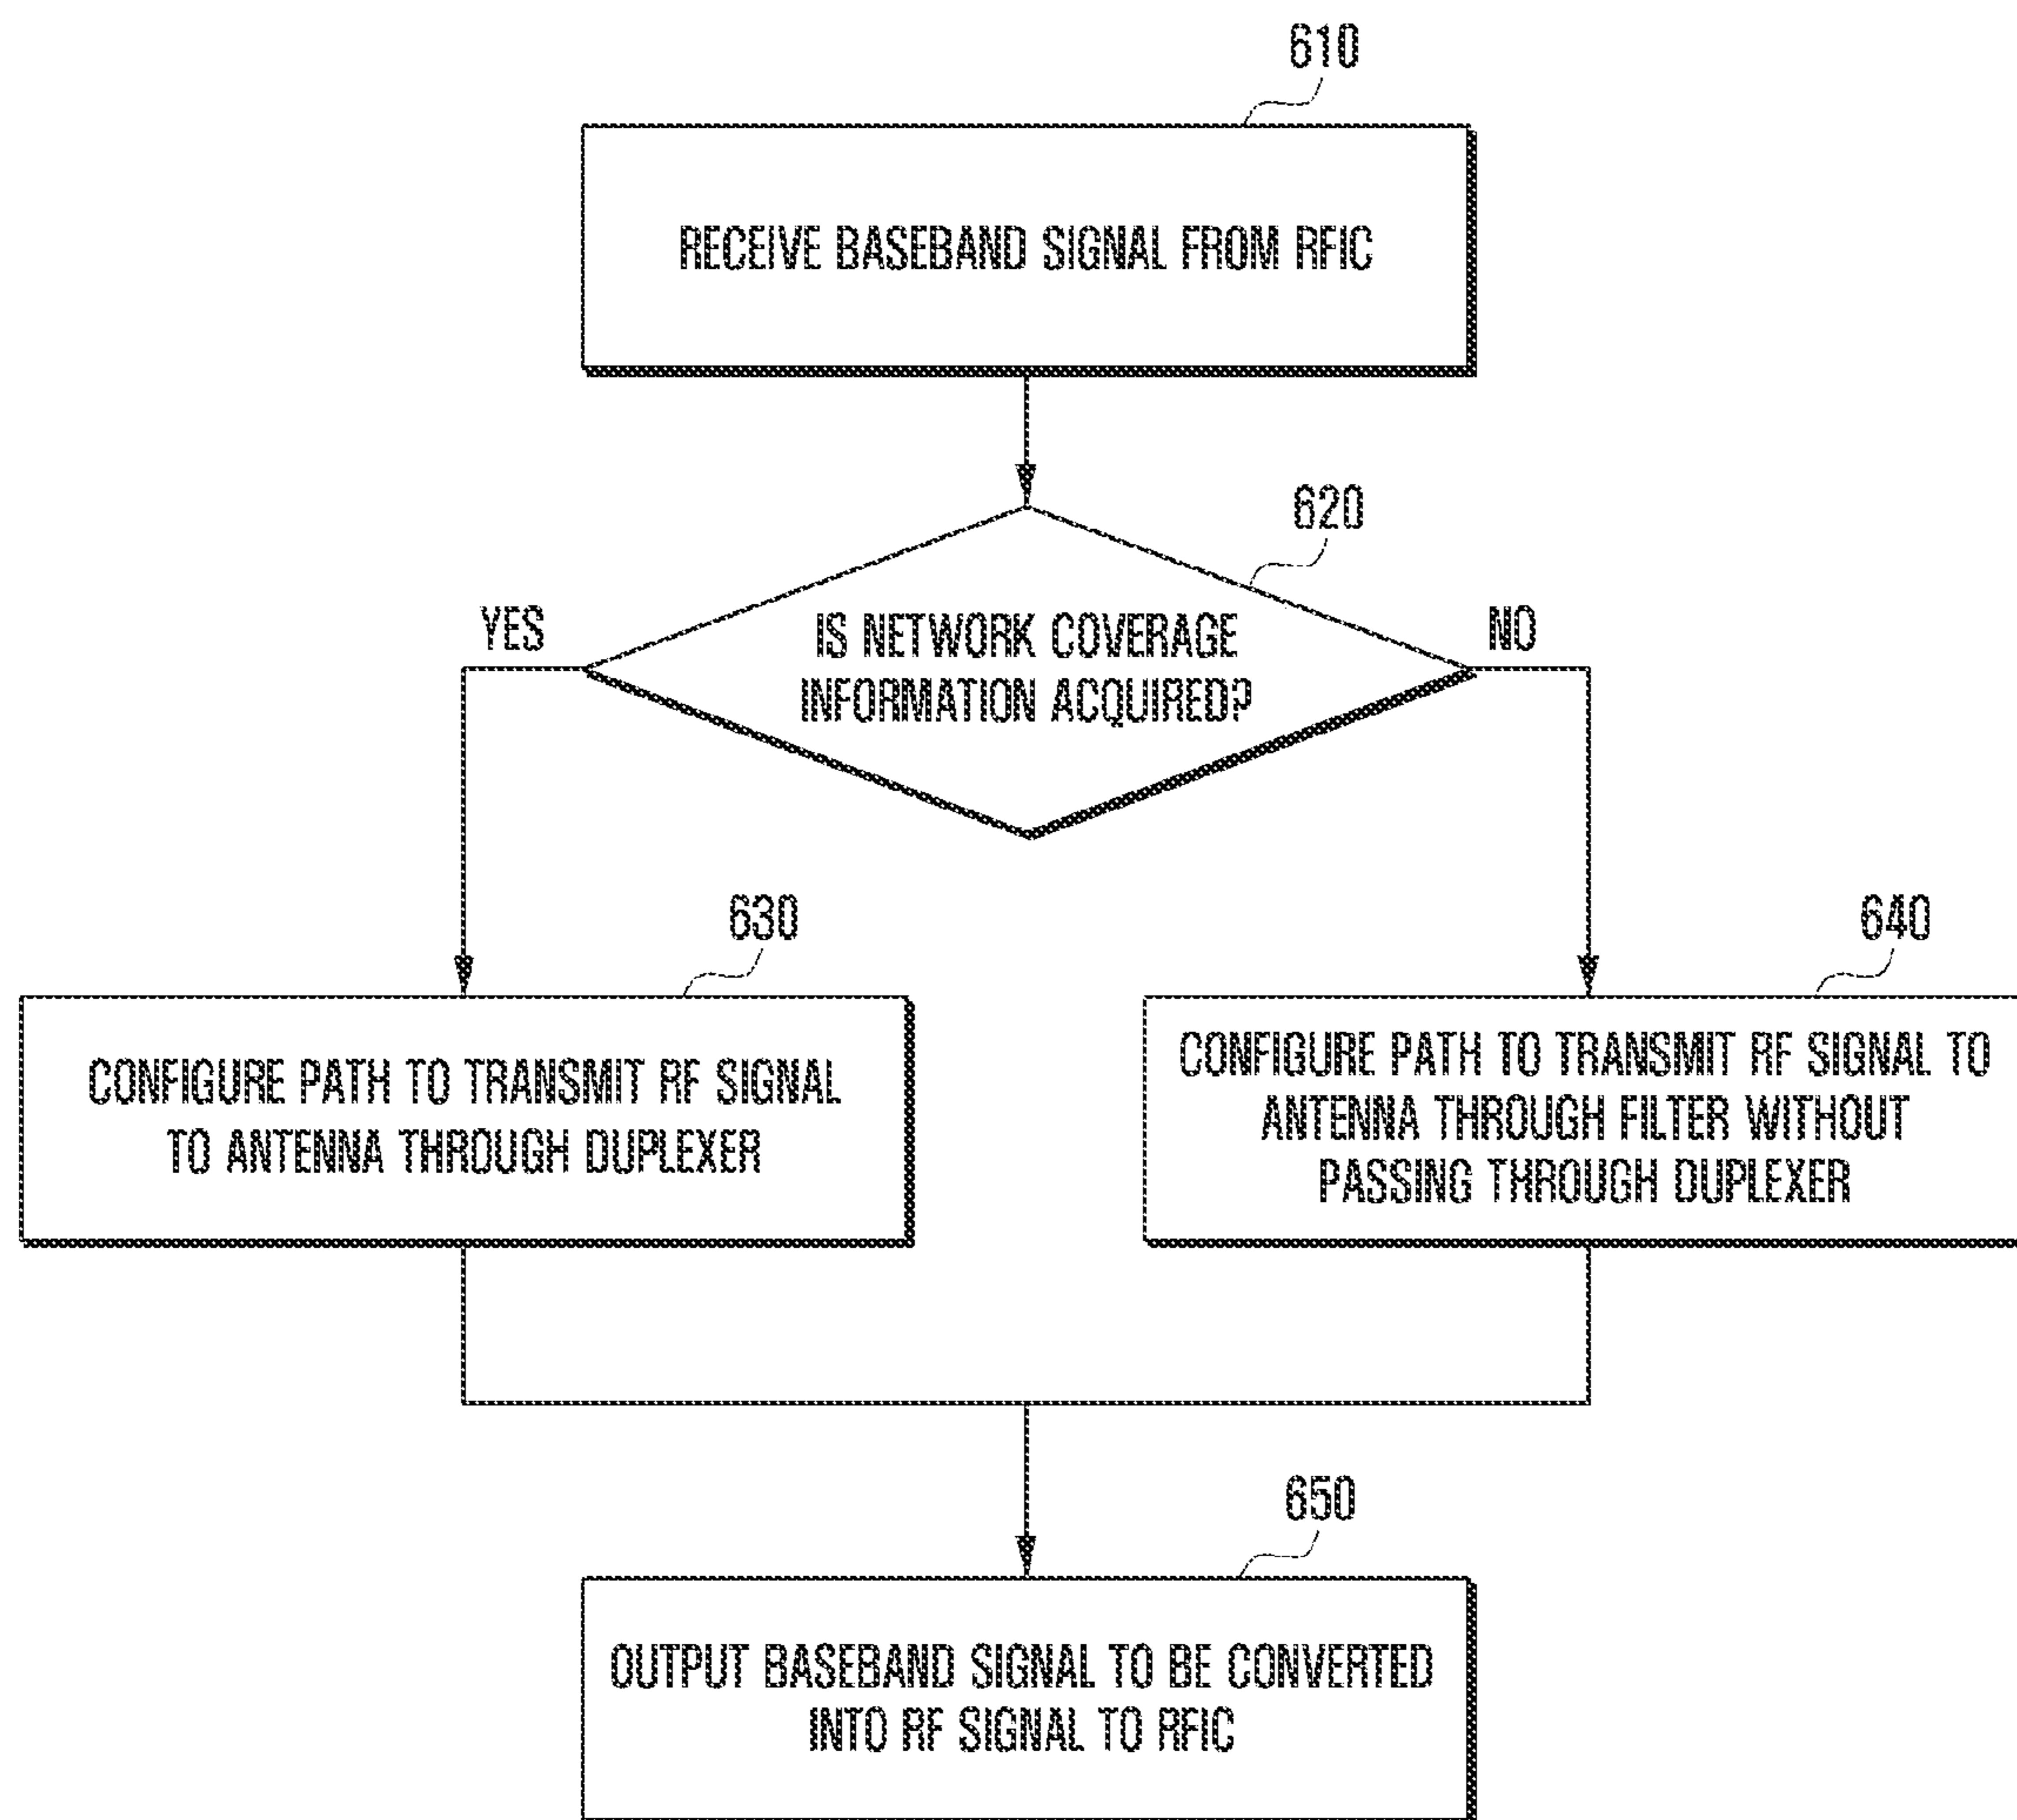 610
RECEIVE BASEBAND SIGNAL FROM RFIC
620
YES
IS NETWORK COVERAGE
INFORMATION ACQUIRED?
NO
630
CONFIGURE PATH TO TRANSMIT RF SIGNAL
TO ANTENNA THROUGH DUPLEXER
640
CONFIGURE PATH TO TRANSMIT RF SIGNAL TO
ANTENNA THROUGH FILTER WITHOUT
PASSING THROUGH DUPLEXER
650
OUTPUT BASEBAND SIGNAL TO BE CONVERTED
INTO RF SIGNAL TO RFIC